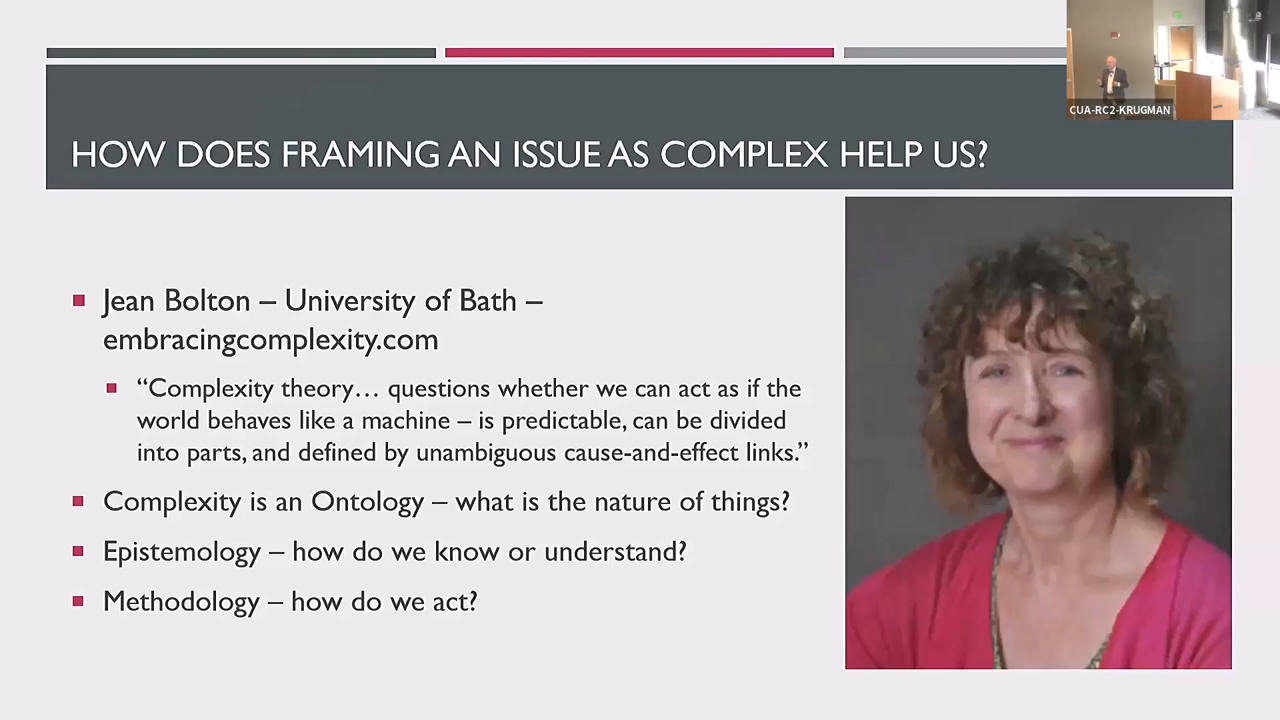 CUA-RC2-KRUGMAN
HOW DOES FRAMING AN ISSUE AS COMPLEX HELP US?
Jean Bolton – University of Bath –
embracingcomplexity.com
“Complexity theory… questions whether we can act as if the
world behaves like a machine – is predictable, can be divided
into parts, and defined by unambiguous cause-and-effect links.”
Complexity is an Ontology – what is the nature of things?
Epistemology – how do we know or understand?
Methodology – how do we act?